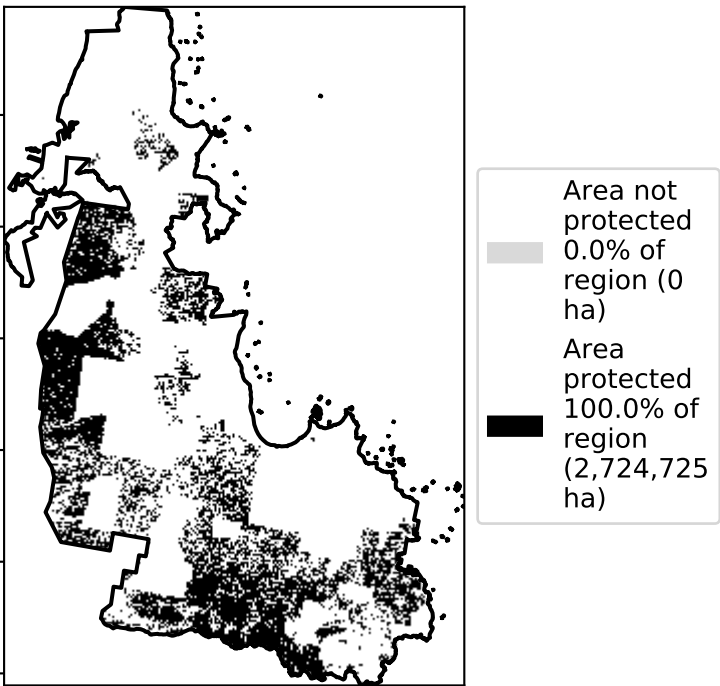 Area not
protected
0.0% of
region (0
ha)
Area
protected
100.0% of
region
(2,724,725
ha)